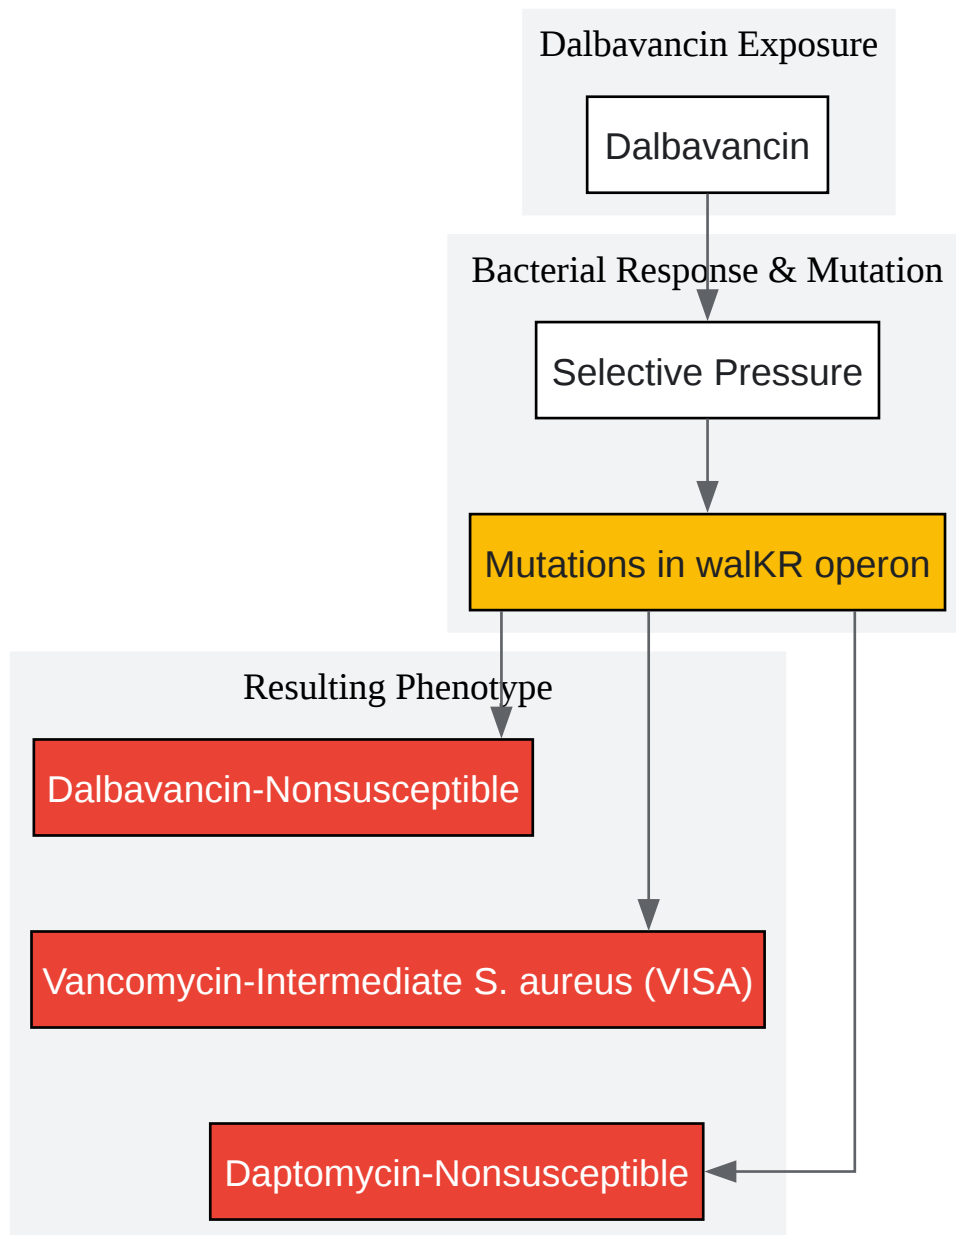 Dalbavancin Exposure
Dalbavancin
Bacterial Response & Mutation
Selective Pressure
Mutations in walKR operon
Resulting Phenotype
Dalbavancin-Nonsusceptible
Vancomycin-Intermediate S. aureus (VISA)
Daptomycin-Nonsusceptible